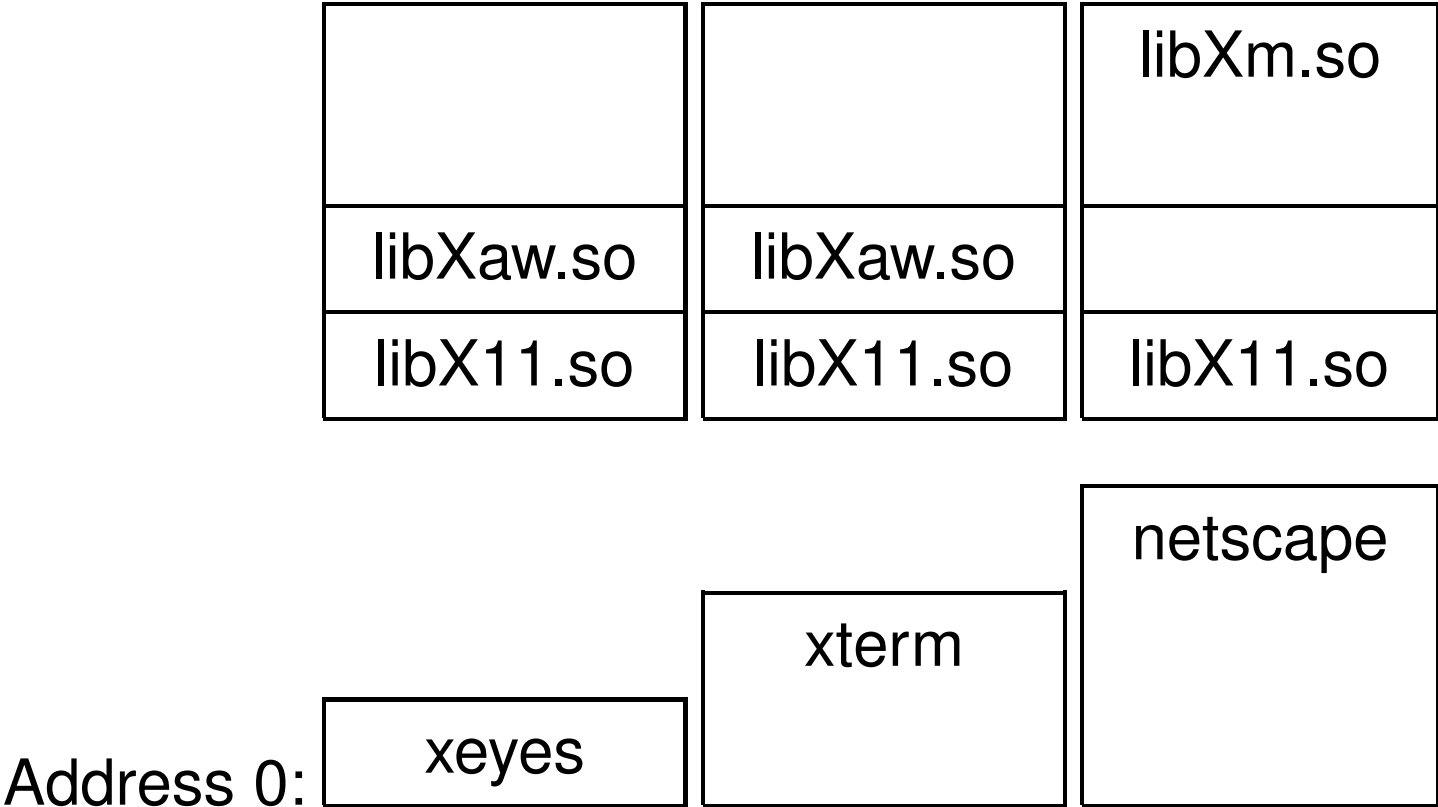 libXm.so
libXaw.so libXaw.so
libX11.so libX11.so libX11.so
netscape
xterm
xeyes
Address 0: